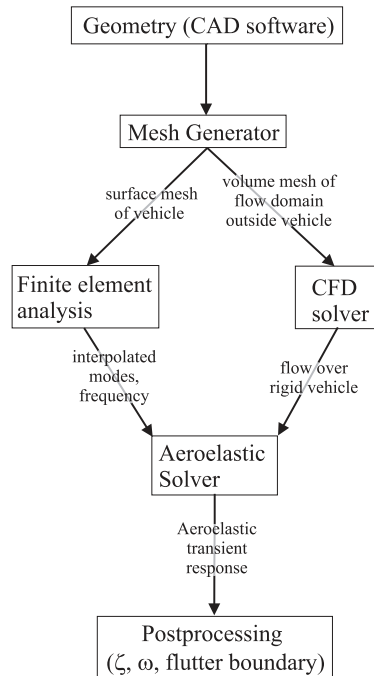 Geometry (CAD software)
Mesh Generator
surface mesh
of vehicle
volume mesh of
flow domain
outside vehicle
Finite element
analysis
CFD
solver
interpolated
modes,
frequency
flow over
rigid vehicle
Aeroelastic
Solver
Aeroelastic
transient
response
Postprocessing
(ζ, ω, flutter boundary)